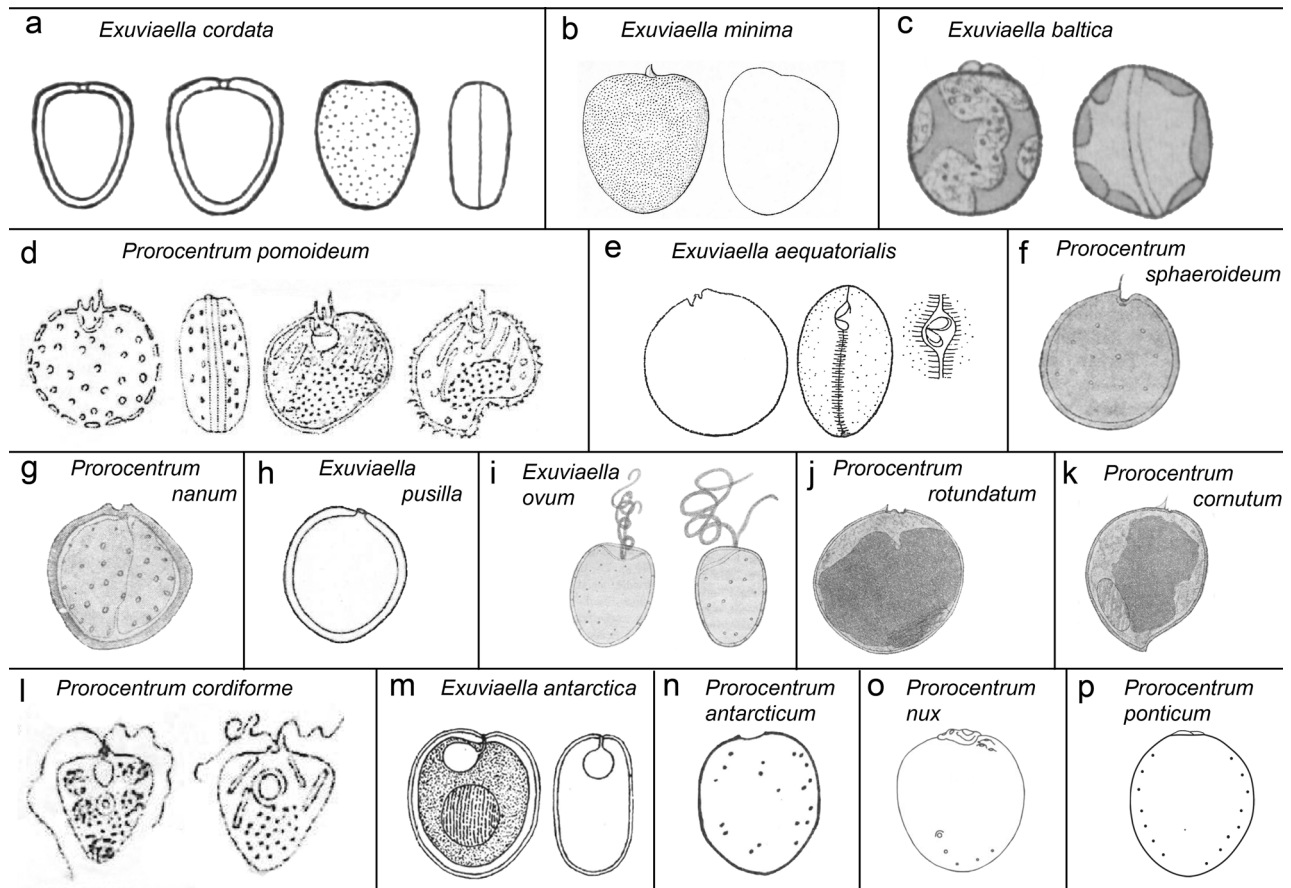 a Exuviaella cordata
b Exuviaella minima
c Exuviaella baltica
d Prorocentrum pomoideum
e Exuviaella aequatorialis
f Prorocentrum
sphaeroideum
g Prorocentrum
nanum
h Exuviaella
pusilla
i Exuviaella
ovum
j Prorocentrum
rotundatum
k Prorocentrum
cornutum
l Prorocentrum cordiforme
m Exuviaella antarctica
n Prorocentrum
antarcticum
o Prorocentrum
nux
p Prorocentrum
ponticum